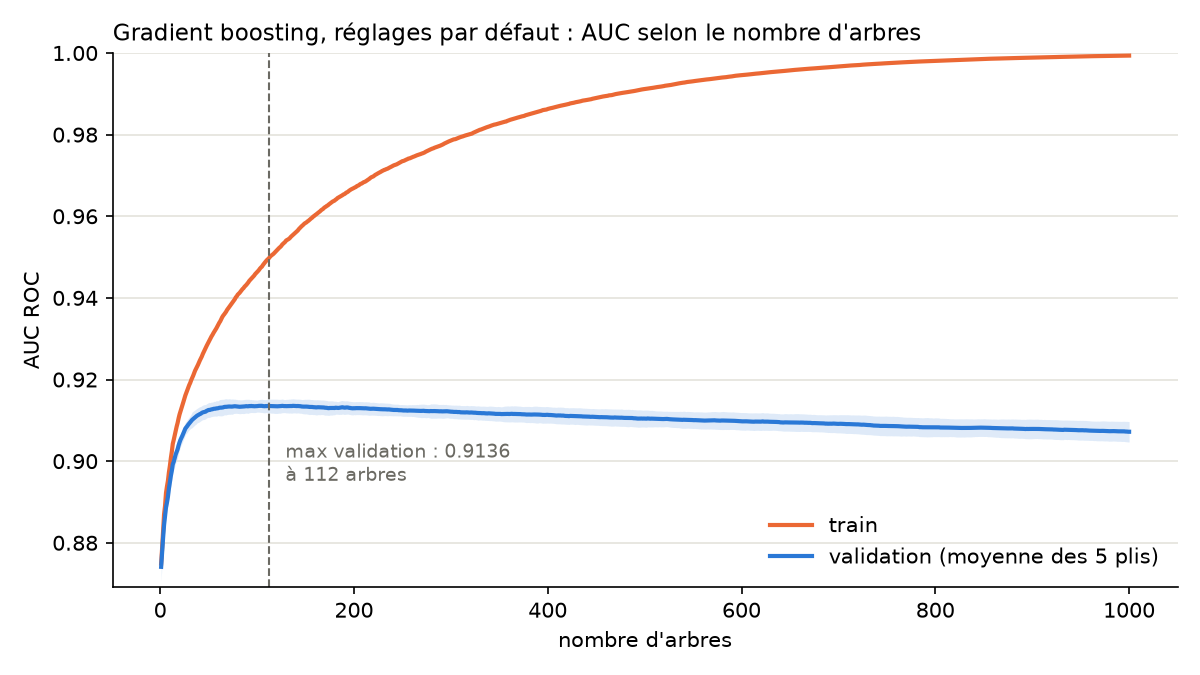 Gradient boosting, réglages par défaut : AUC selon le nombre d'arbres
1.00
0.98
0.96
0.94
0.92
0.90
0.88
AUC ROC
max validation : 0.9136
à 112 arbres
train
validation (moyenne des 5 plis)
0
200
400
600
800
1000
nombre d'arbres